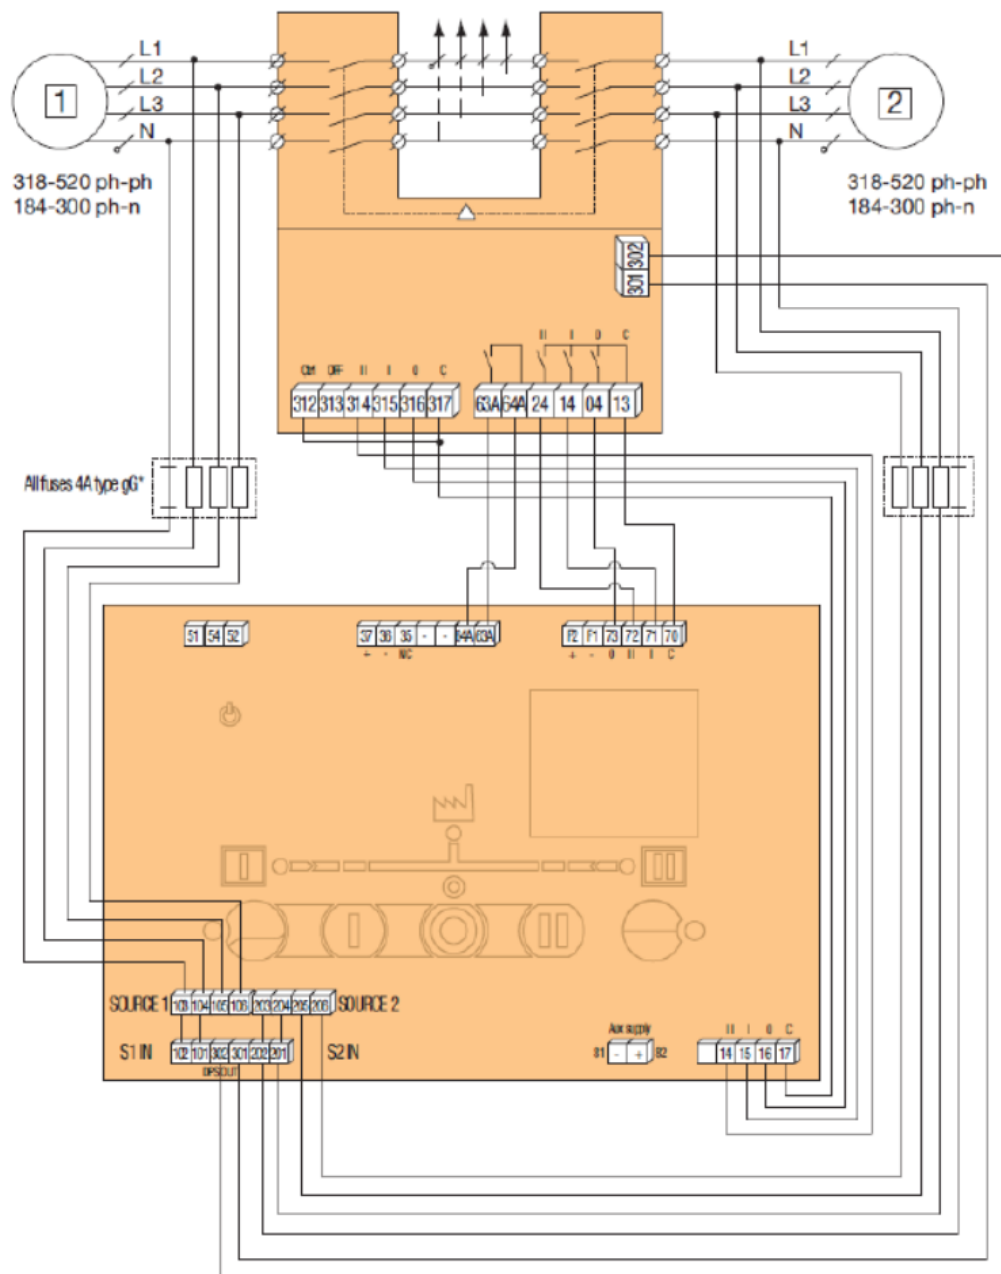 L1 L1
L2 L2
1 2
L3 L3
N N
318-520 ph-ph 318-520 ph-ph
184-300 ph-n 184-300 ph-n
302
301
II I 0 C
Ctrl OFF II I 0 C
312 313 314 315 316 317 63A 64A 24 14 04 13
All fuses 4A type gG*
51 54 52 37 36 35 - - 64A 63A F2 F1 73 72 71 70
+ - NC + - 0 II I C
I II
I II
SOURCE 1 103 104 105 106 203 204 205 206 SOURCE 2
Aux supply II I 0 C
S1 IN 102 101 302 301 202 201 S2 IN 81 - + 82 14 15 16 17
DPS OUT